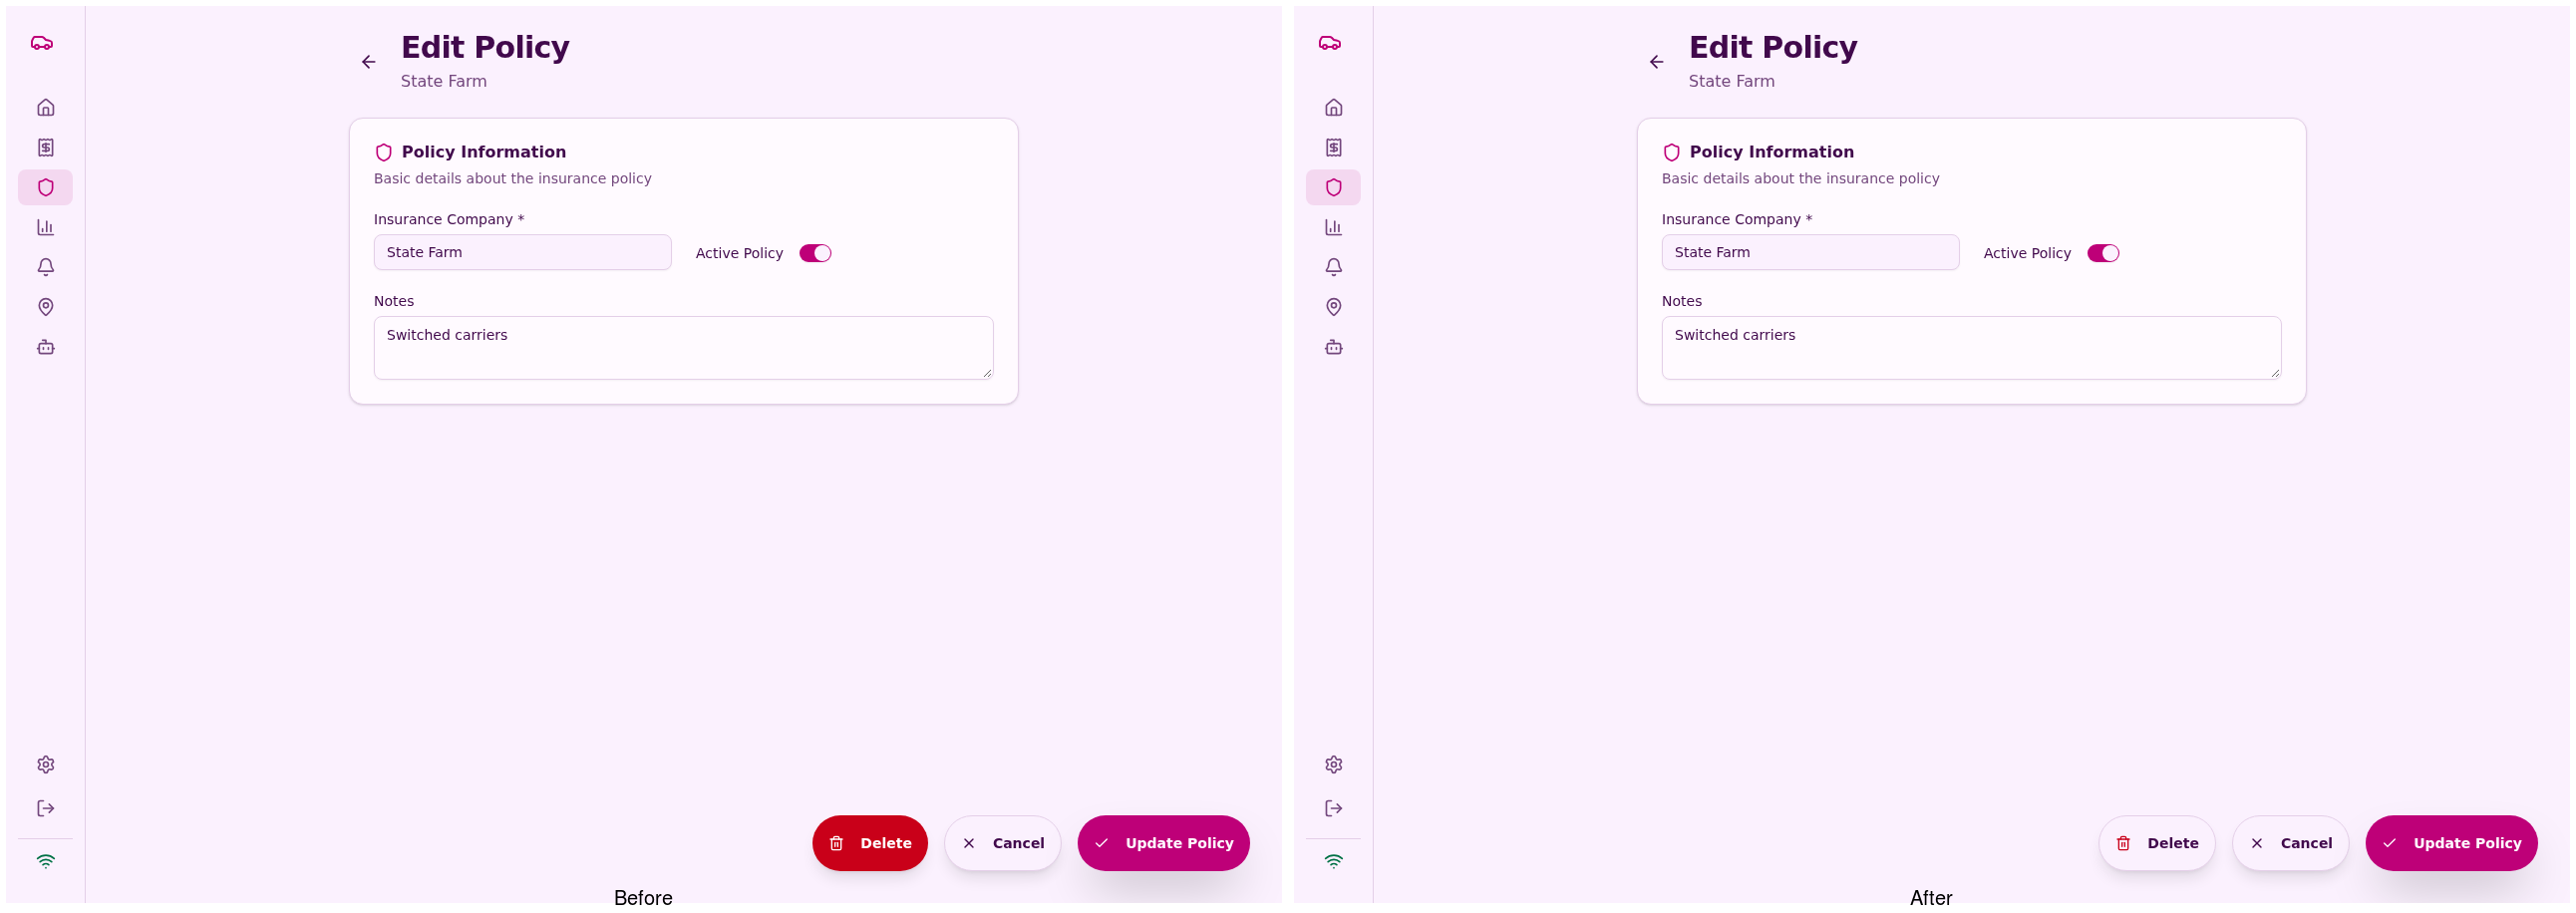 Edit Policy
State Farm
Policy Information
Basic details about the insurance policy
Insurance Company *
State Farm
Active Policy
Notes
Switched carriers
Delete
Cancel
Update Policy
Before
Edit Policy
State Farm
Policy Information
Basic details about the insurance policy
Insurance Company *
State Farm
Active Policy
Notes
Switched carriers
Delete
Cancel
Update Policy
After